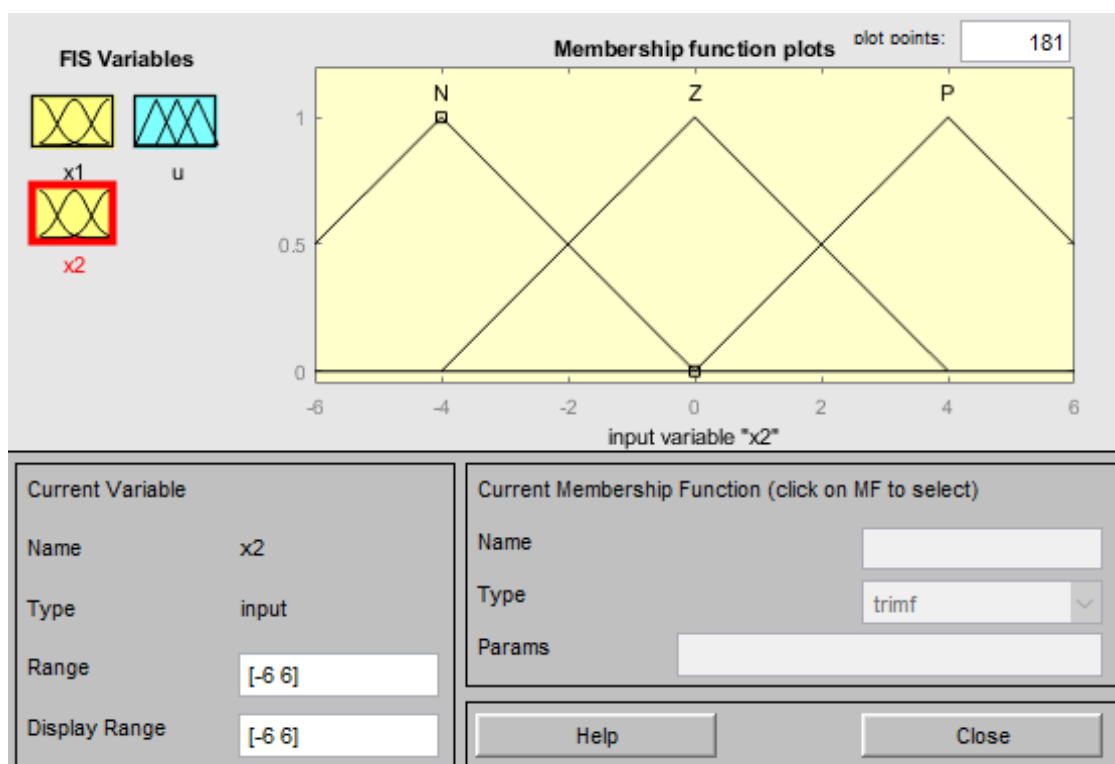 FIS Variables
Membership function plots
plot points:
181
x1
u
x2
N
Z
P
1
0.5
0
-6
-4
-2
0
2
4
6
input variable "x2"
Current Variable
Name
x2
Type
input
Range
[-6 6]
Display Range
[-6 6]
Current Membership Function (click on MF to select)
Name
Type
trimf
Params
Help
Close